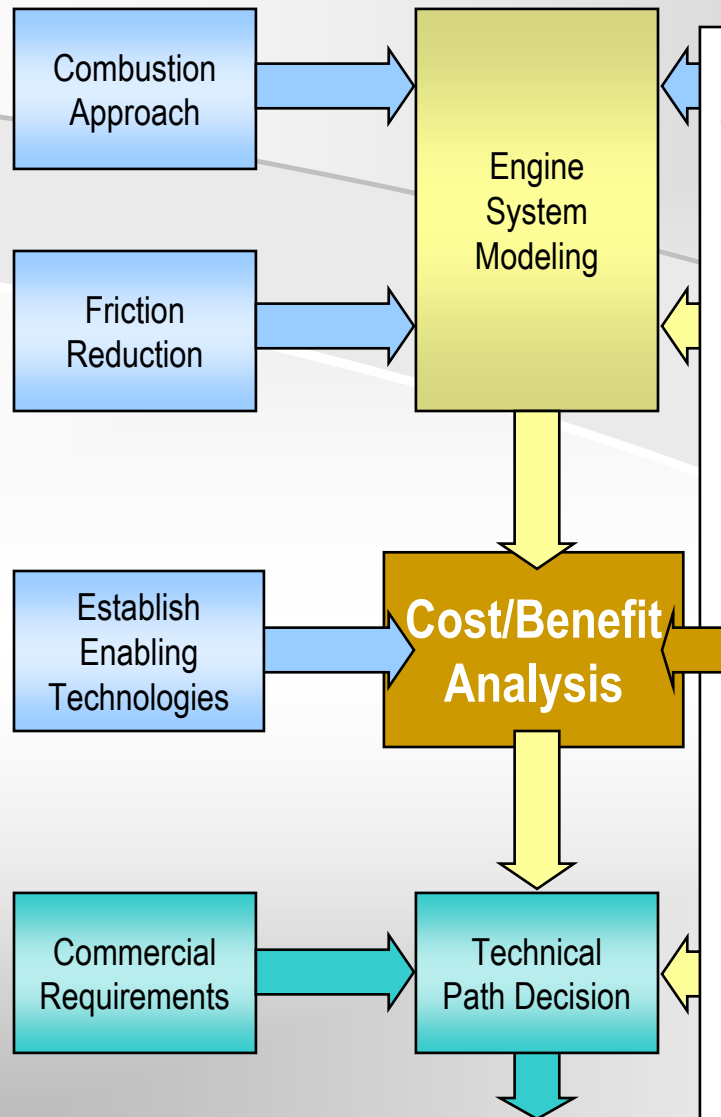 Combustion
Approach
Engine
System
Modeling
Friction
Reduction
Establish
Enabling
Technologies
Cost/Benefit
Analysis
Commercial
Requirements
Technical
Path Decision